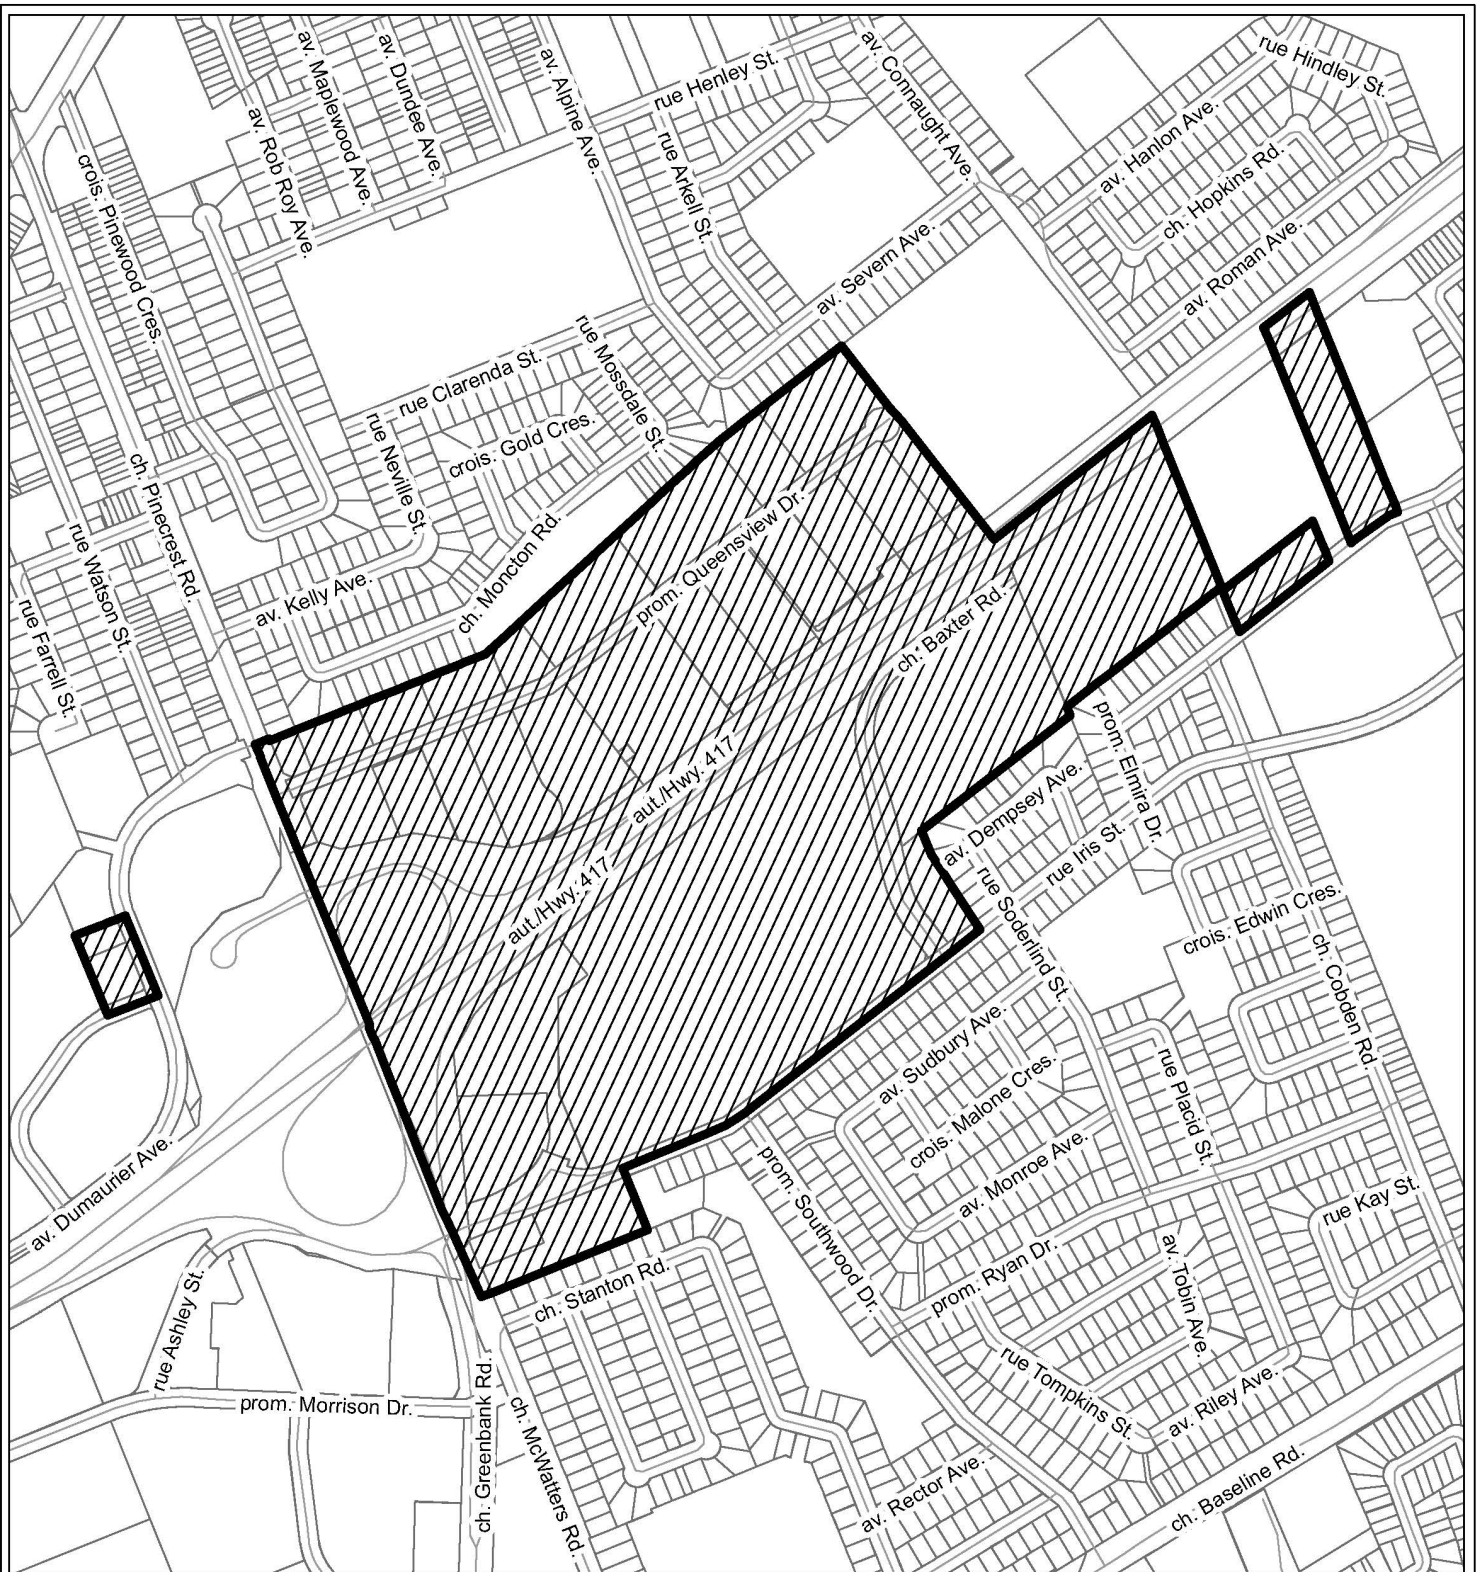 av. Maplewood Ave.
av. Dundee Ave.
av. Alpine Ave.
rue Henley St.
av. Connaught Ave.
rue Hindley St.
av. Rob Roy Ave.
crois. Pinewood Cres.
rue Arkell St.
av. Hanlon Ave.
ch. Hopkins Rd.
av. Severn Ave.
av. Roman Ave.
rue Clarenda St.
rue Mossdale St.
rue Neville St.
crois. Gold Cres.
ch. Pinecrest Rd.
rue Watson St.
av. Kelly Ave.
ch. Moncton Rd.
prom. Queensview Dr.
rue Farrell St.
ch. Baxter Rd.
aut./Hwy. 417
aut./Hwy. 417
prom. Elmira Dr.
av. Dempsey Ave.
rue Iris St.
rue Soderlind St.
crois. Edwin Cres.
ch. Cobden Rd.
av. Sudbury Ave.
crois. Malone Cres.
rue Placid St.
av. Monroe Ave.
av. Dumaurier Ave.
prom. Southwood Dr.
rue Kay St.
prom. Ryan Dr.
av. Tobin Ave.
rue Ashley St.
ch. Stanton Rd.
rue Tompkins St.
av. Riley Ave.
prom. Morrison Dr.
ch. Greenbank Rd.
ch. McWatters Rd.
av. Rector Ave.
ch. Baseline Rd.